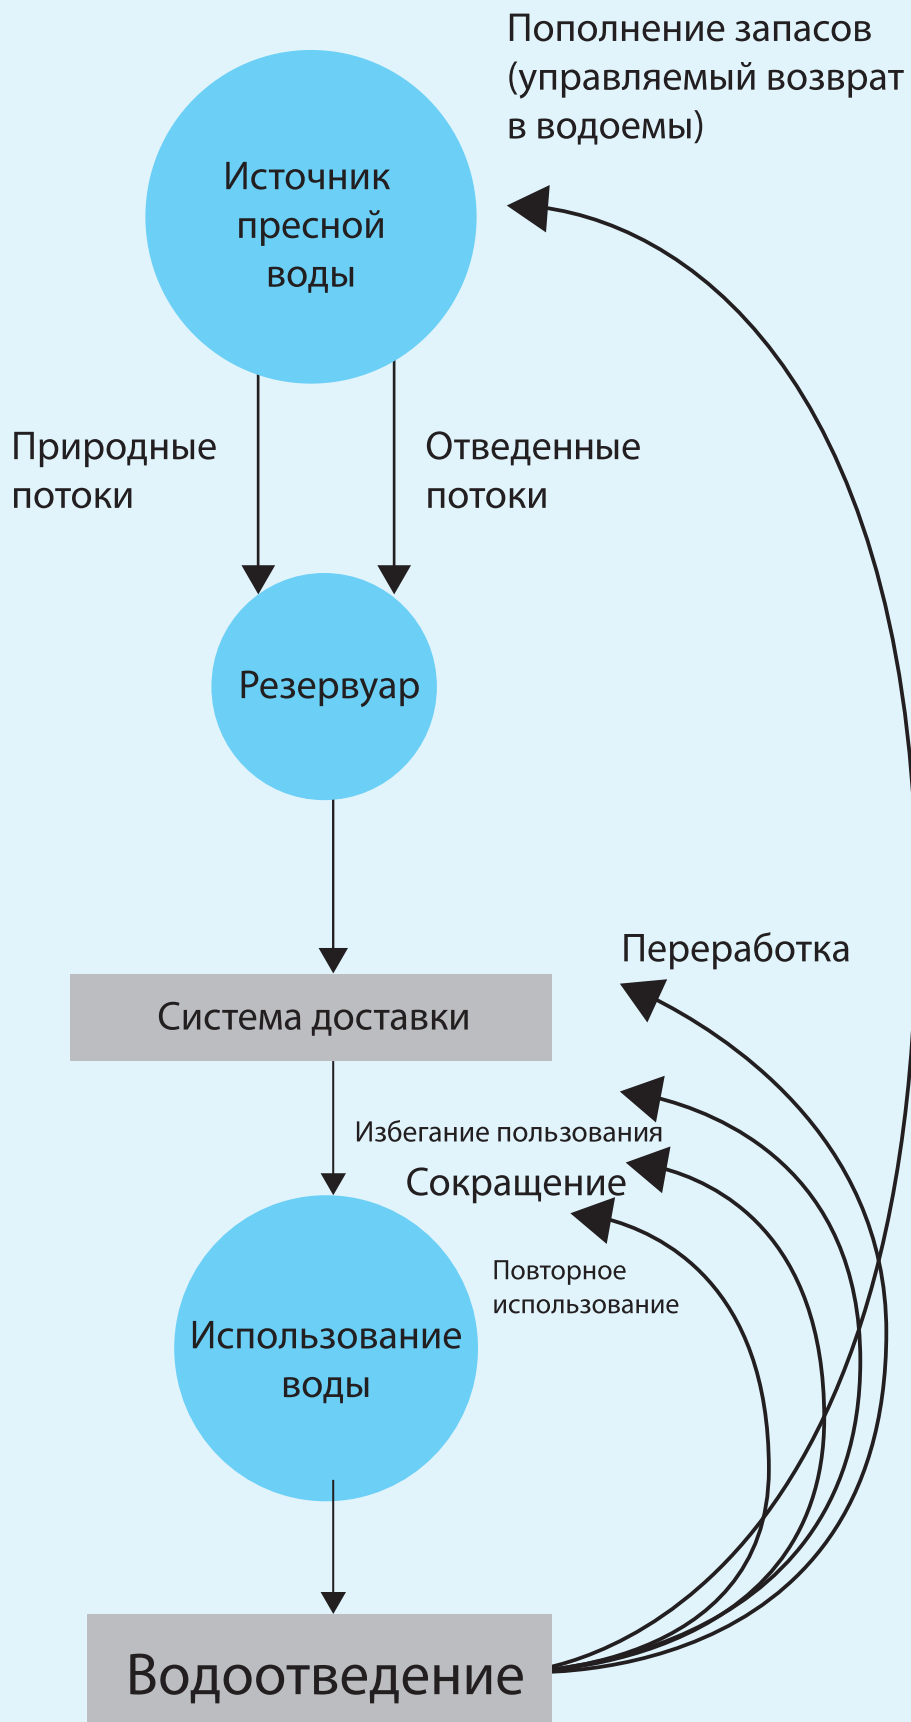 Пополнение запасов
(управляемый возврат
в водоемы)
Источник
пресной
воды
Природные
потоки
Отведенные
потоки
Резервуар
Переработка
Система доставки
Избегание пользования
Сокращение
Повторное
использование
Использование
воды
Водоотведение